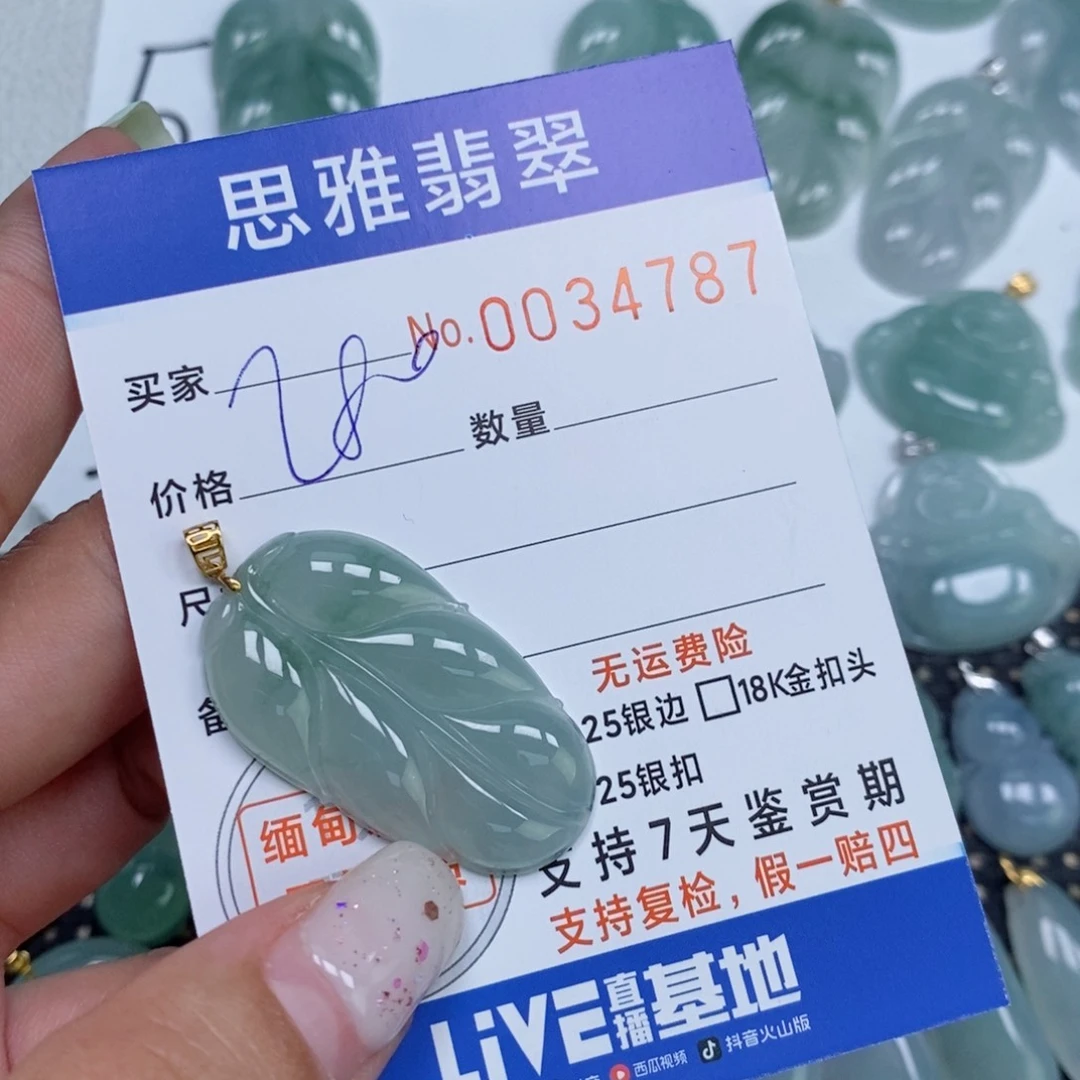 思雅翡翠
No.0034787
买家
数量
价格
尺
备
无运费险
25银边 □18K金扣头
25银扣
缅甸
支持7天鉴赏期
支持复检，假一赔四
LiVE直播基地
西瓜视频 抖音火山版